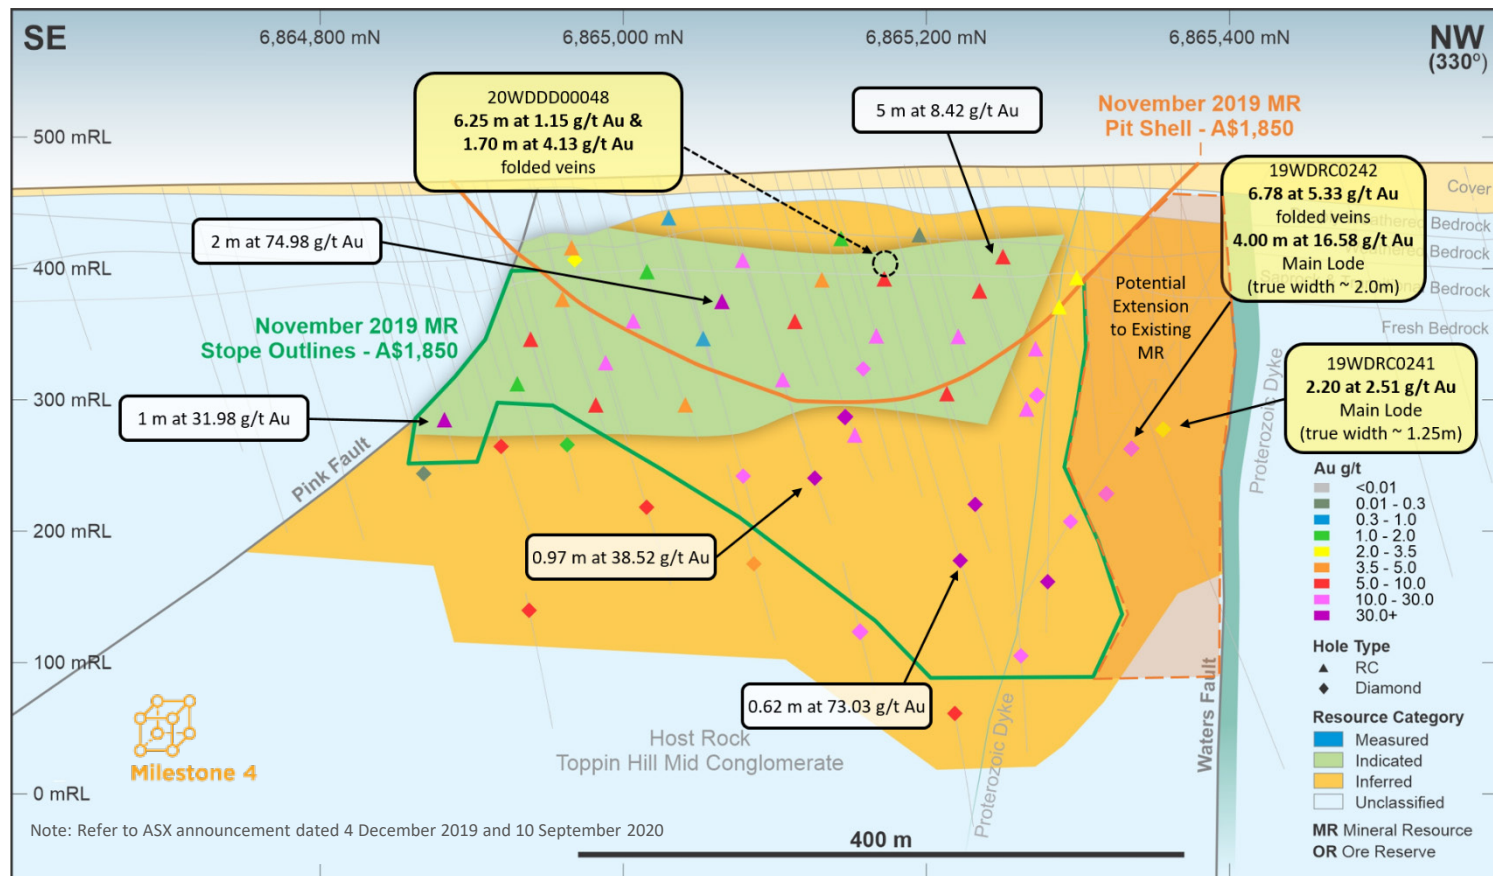 SE
6,864,800 mN
6,865,000 mN
6,865,200 mN
6,865,400 mN
NW
(330°)
500 mRL
400 mRL
300 mRL
200 mRL
100 mRL
0 mRL
20WDDD00048
6.25 m at 1.15 g/t Au &
1.70 m at 4.13 g/t Au
folded veins
5 m at 8.42 g/t Au
November 2019 MR
Pit Shell - A$1,850
19WDRC0242
6.78 at 5.33 g/t Au
folded veins
4.00 m at 16.58 g/t Au
Main Lode
(true width ~ 2.0m)
Cover
Bedrock
Bedrock
Bedrock
Fresh Bedrock
2 m at 74.98 g/t Au
Potential
Extension
to Existing
MR
November 2019 MR
Stope Outlines - A$1,850
19WDRC0241
2.20 at 2.51 g/t Au
Main Lode
(true width ~ 1.25m)
1 m at 31.98 g/t Au
Pink Fault
Proterozoic Dyke
0.97 m at 38.52 g/t Au
0.62 m at 73.03 g/t Au
Proterozoic Dyke
Waters Fault
Host Rock
Toppin Hill Mid Conglomerate
Milestone 4
Au g/t
<0.01
0.01 - 0.3
0.3 - 1.0
1.0 - 2.0
2.0 - 3.5
3.5 - 5.0
5.0 - 10.0
10.0 - 30.0
30.0+
Hole Type
RC
Diamond
Resource Category
Measured
Indicated
Inferred
Unclassified
MR Mineral Resource
OR Ore Reserve
Note: Refer to ASX announcement dated 4 December 2019 and 10 September 2020
400 m